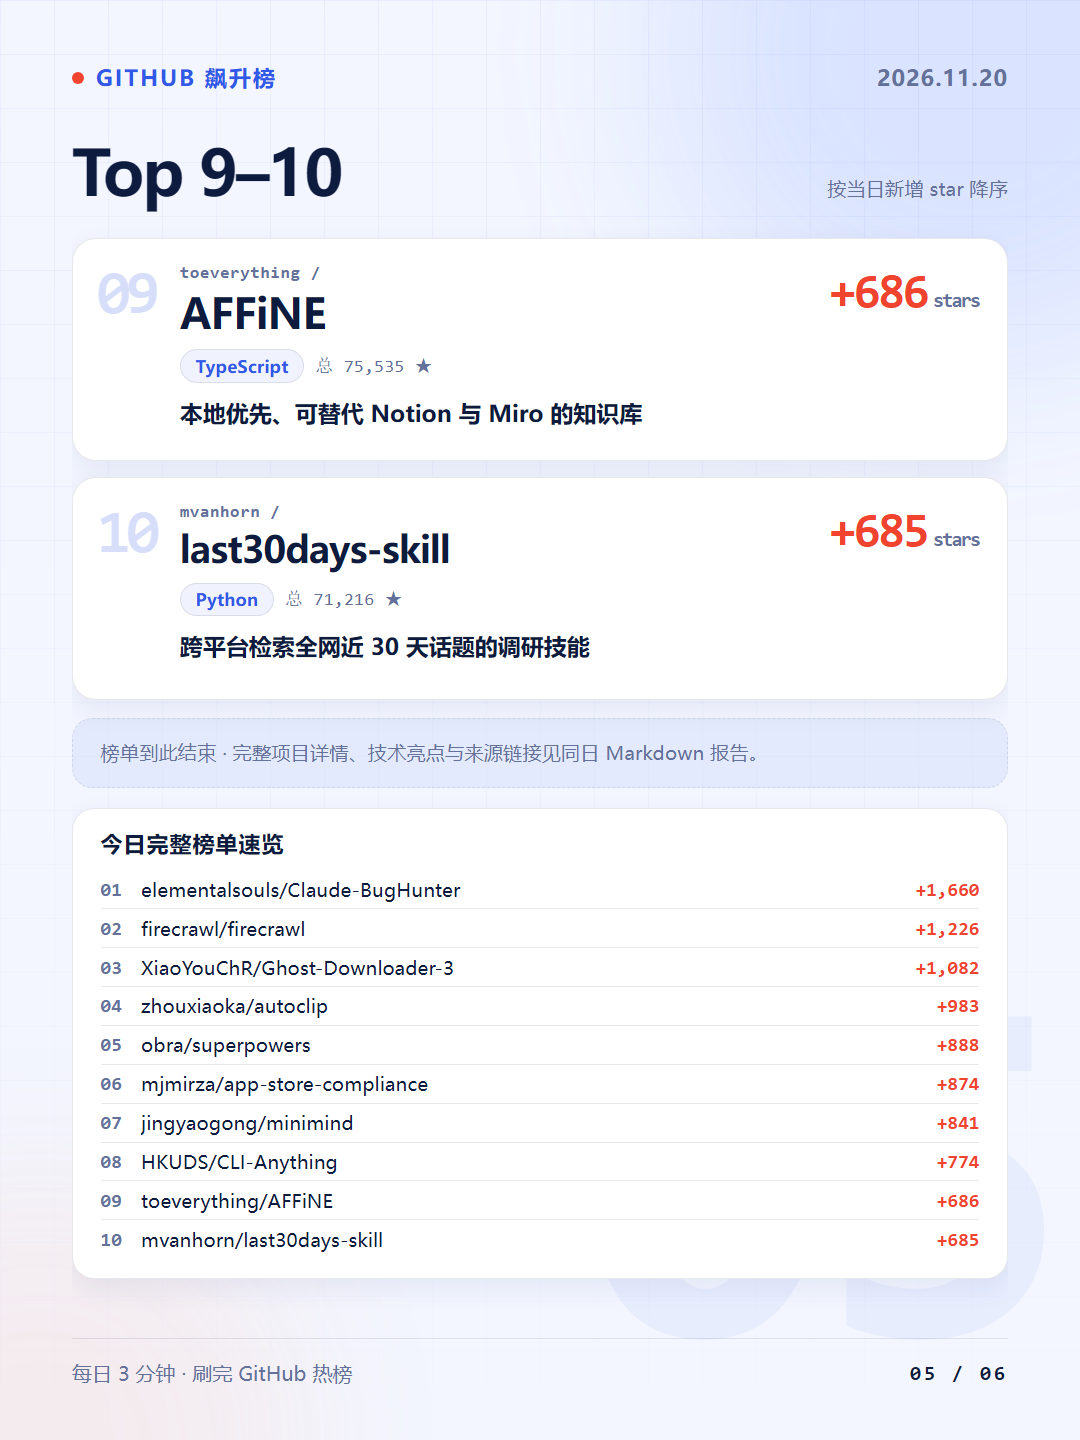 GITHUB 飙升榜
2026.11.20
Top 9–10
按当日新增 star 降序
09
toeverything /
AFFiNE
+686 stars
TypeScript 总 75,535 ★
本地优先、可替代 Notion 与 Miro 的知识库
10
mvanhorn /
last30days-skill
+685 stars
Python 总 71,216 ★
跨平台检索全网近 30 天话题的调研技能
榜单到此结束 · 完整项目详情、技术亮点与来源链接见同日 Markdown 报告。
今日完整榜单速览
01 elementalsouls/Claude-BugHunter +1,660
02 firecrawl/firecrawl +1,226
03 XiaoYouChR/Ghost-Downloader-3 +1,082
04 zhouxiaoka/autoclip +983
05 obra/superpowers +888
06 mjmirza/app-store-compliance +874
07 jingyaogong/minimind +841
08 HKUDS/CLI-Anything +774
09 toeverything/AFFiNE +686
10 mvanhorn/last30days-skill +685
每日 3 分钟 · 刷完 GitHub 热榜
05 / 06